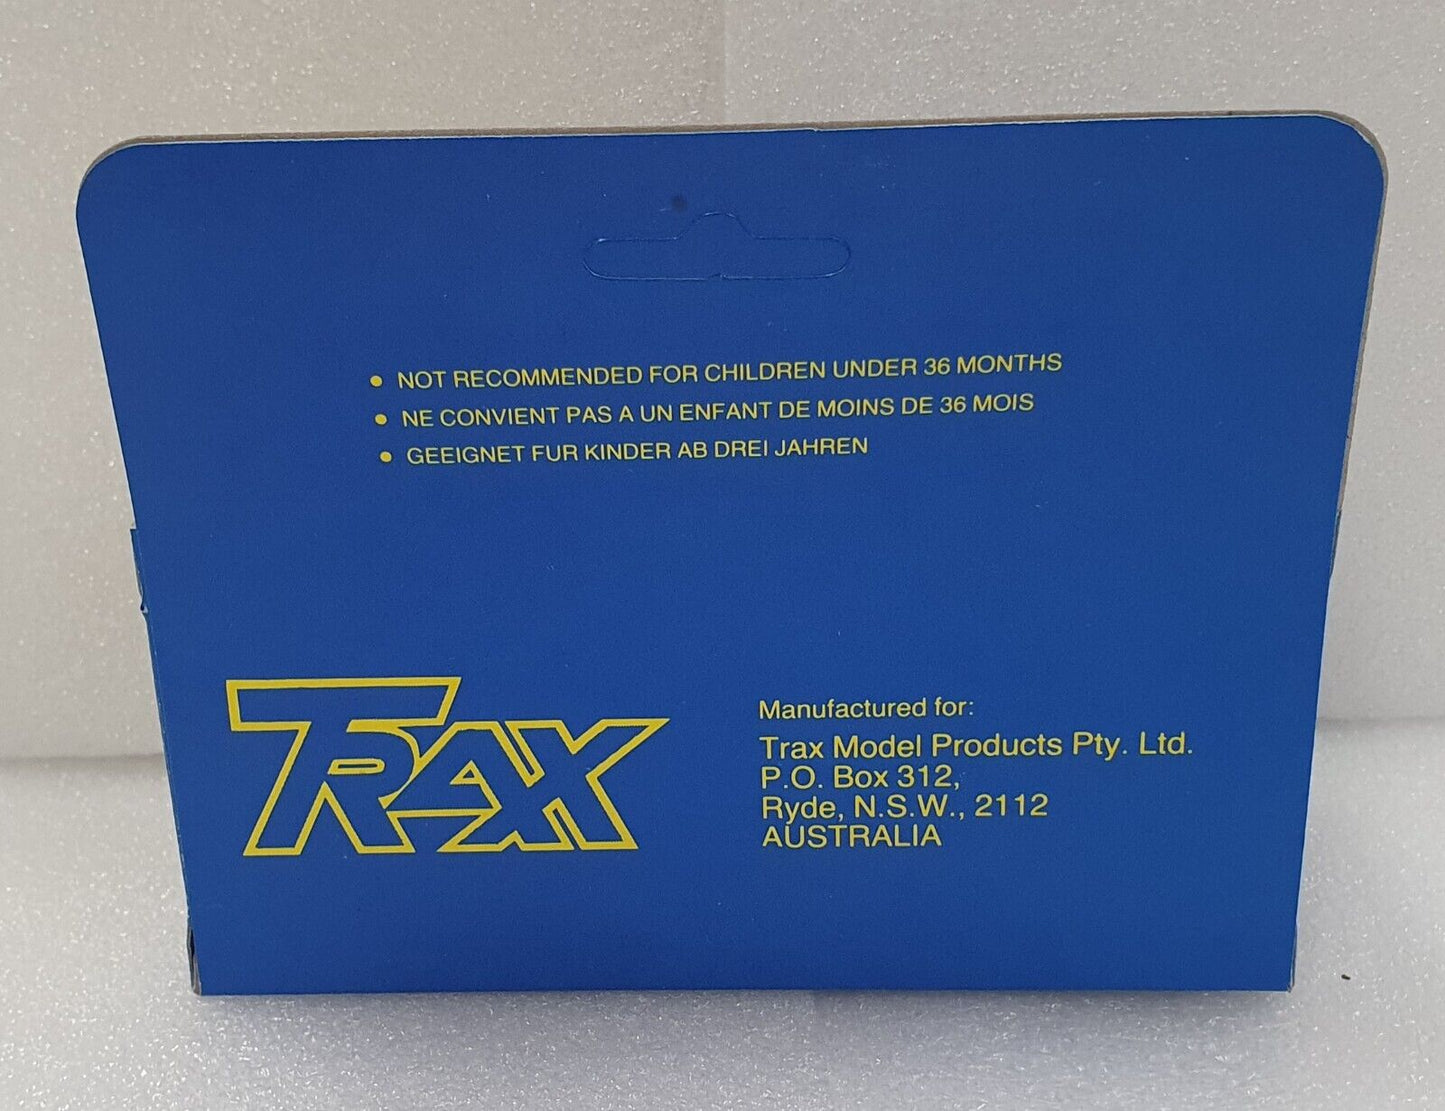 • NOT RECOMMENDED FOR CHILDREN UNDER 36 MONTHS
• NE CONVIENT PAS A UN ENFANT DE MOINS DE 36 MOIS
• GEEIGNET FUR KINDER AB DREI JAHREN
TRAX
Manufactured for:
Trax Model Products Pty. Ltd.
P.O. Box 312,
Ryde, N.S.W., 2112
AUSTRALIA